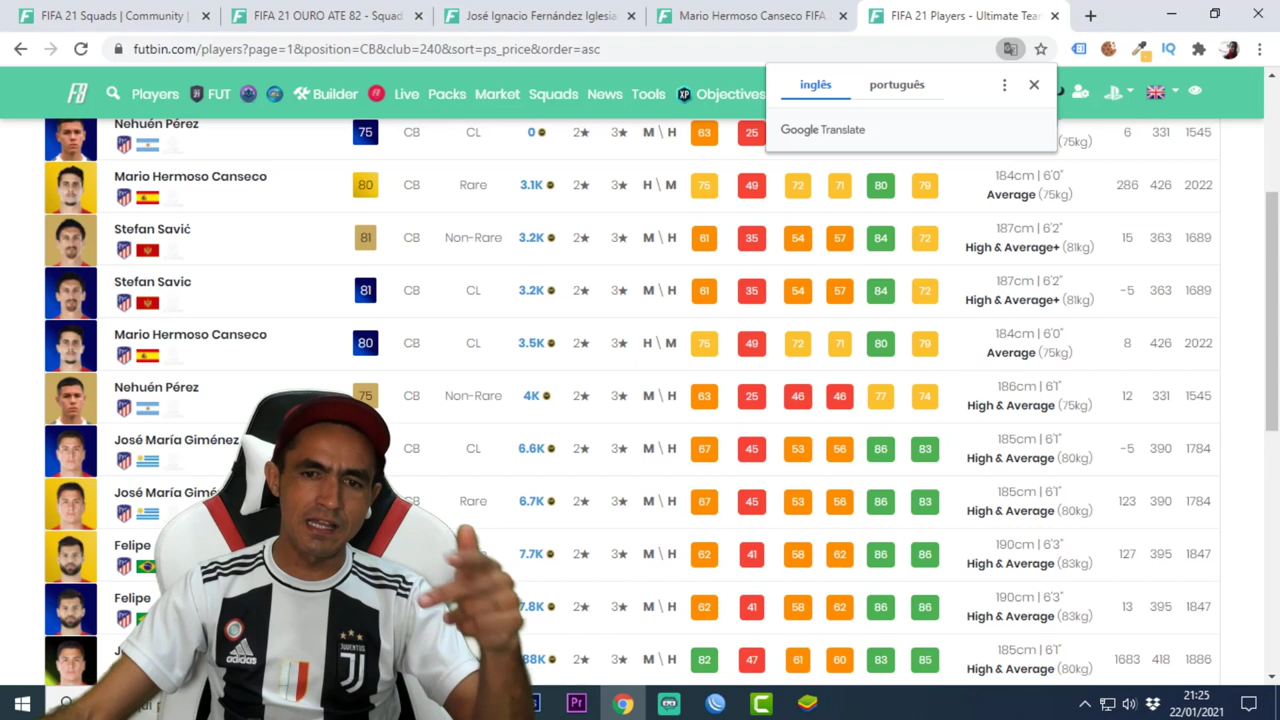 FIFA 21 Squads | Community |
FIFA 21 OURO ATE 82 - Squad
José Ignacio Fernández Iglesia
Mario Hermoso Canseco FIFA
FIFA 21 Players - Ultimate Tea
futbin.com/players?page=1&position=CB&club=240&sort=ps_price&order=asc
IQ
F8 Players FUT Builder Live Packs Market Squads News Tools XP Objectives
inglês português
Google Translate
Nehuén Pérez 75 CB CL 0 2★ 3★ M \ H 63 25 (75kg) 6 331 1545
Mario Hermoso Canseco 80 CB Rare 3.1K 2★ 3★ H \ M 75 49 72 71 80 79 184cm | 6'0" Average (75kg) 286 426 2022
Stefan Savić 81 CB Non-Rare 3.2K 2★ 3★ M \ H 61 35 54 57 84 72 187cm | 6'2" High & Average+ (81kg) 15 363 1689
Stefan Savic 81 CB CL 3.2K 2★ 3★ M \ H 61 35 54 57 84 72 187cm | 6'2" High & Average+ (81kg) -5 363 1689
Mario Hermoso Canseco 80 CB CL 3.5K 2★ 3★ H \ M 75 49 72 71 80 79 184cm | 6'0" Average (75kg) 8 426 2022
Nehuén Pérez 75 CB Non-Rare 4K 2★ 3★ M \ H 63 25 46 46 77 74 186cm | 6'1" High & Average (75kg) 12 331 1545
José María Giménez CB CL 6.6K 2★ 3★ M \ H 67 45 53 56 86 83 185cm | 6'1" High & Average (80kg) -5 390 1784
José María Gimé CB Rare 6.7K 2★ 3★ M \ H 67 45 53 56 86 83 185cm | 6'1" High & Average (80kg) 123 390 1784
Felipe 7.7K 2★ 3★ M \ H 62 41 58 62 86 86 190cm | 6'3" High & Average (83kg) 127 395 1847
Felipe 7.8K 2★ 3★ M \ H 62 41 58 62 86 86 190cm | 6'3" High & Average (83kg) 13 395 1847
88K 2★ 3★ M \ H 82 47 61 60 83 85 185cm | 6'1" High & Average (80kg) 1683 418 1886
adidas
JUVENTUS
Pr
21:25
22/01/2021